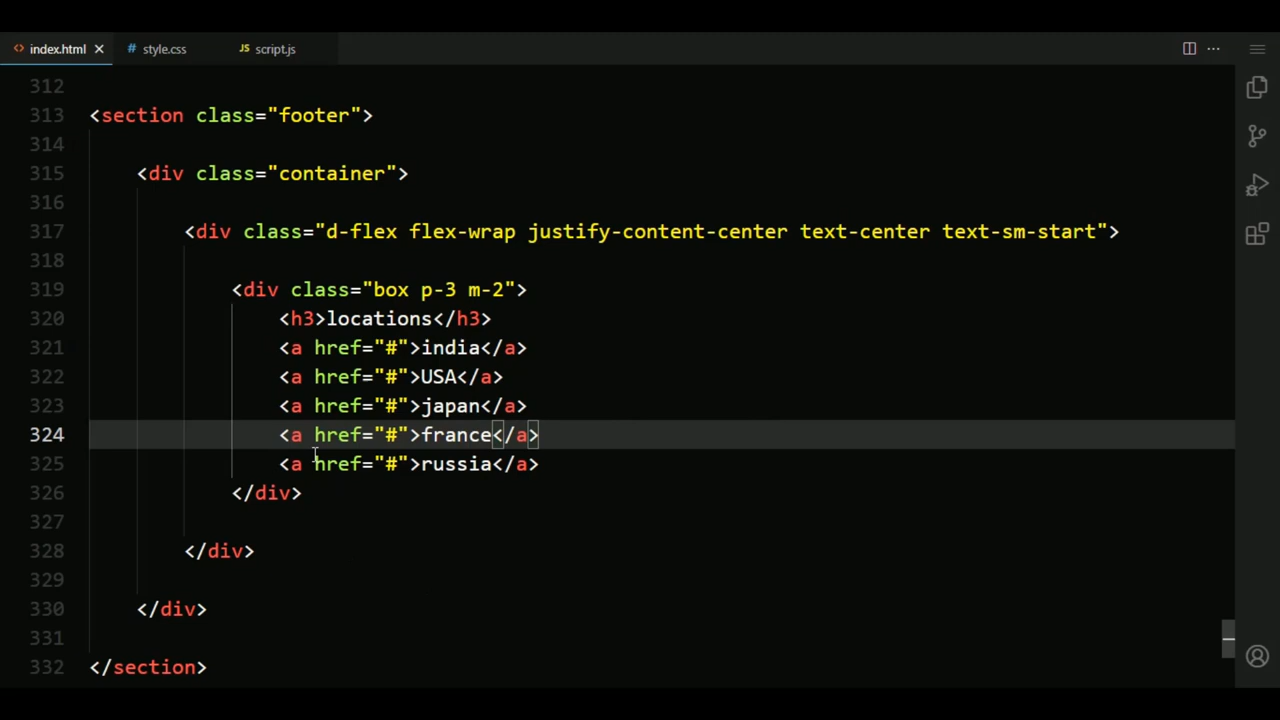 <> index.html ×
# style.css
JS script.js
312
313 <section class="footer">
314
315 <div class="container">
316
317 <div class="d-flex flex-wrap justify-content-center text-center text-sm-start">
318
319 <div class="box p-3 m-2">
320 <h3>locations</h3>
321 <a href="#">india</a>
322 <a href="#">USA</a>
323 <a href="#">japan</a>
324 <a href="#">france</a>
325 <a href="#">russia</a>
326 </div>
327
328 </div>
329
330 </div>
331
332 </section>